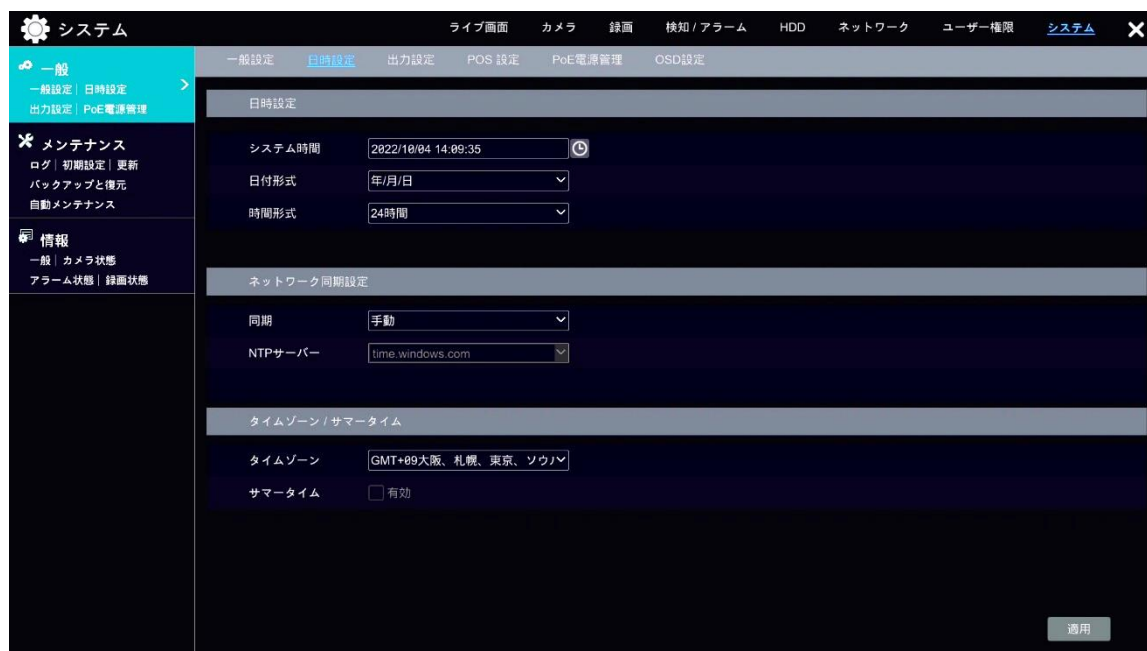 システム ライブ画面 カメラ 録画 検知 / アラーム HDD ネットワーク ユーザー権限 システム
一般
一般設定 | 日時設定
出力設定 | PoE電源管理
メンテナンス
ログ | 初期設定 | 更新
バックアップと復元
自動メンテナンス
情報
一般 | カメラ状態
アラーム状態 | 録画状態
一般設定 日時設定 出力設定 POS 設定 PoE電源管理 OSD設定
日時設定
システム時間 2022/10/04 14:09:35
日付形式 年/月/日
時間形式 24時間
ネットワーク同期設定
同期 手動
NTPサーバー time.windows.com
タイムゾーン / サマータイム
タイムゾーン GMT+09大阪、札幌、東京、ソウ
サマータイム 有効
適用